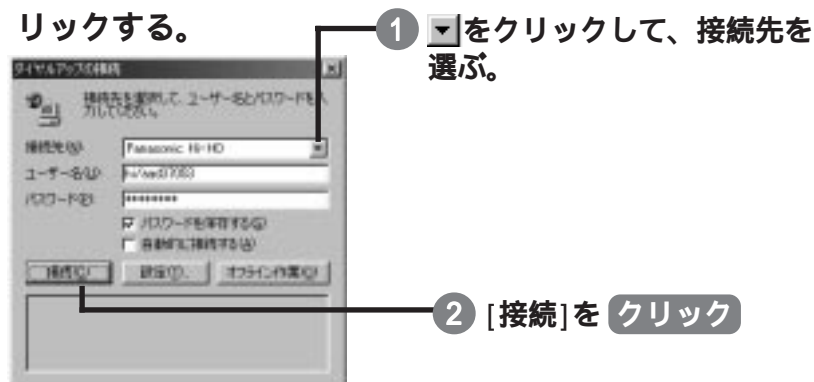 リックする。
1 ▼をクリックして、接続先を
選ぶ。
ダイヤルアップの接続
接続先を選択して、ユーザー名とパスワードを入
力してください。
接続先(N): Panasonic Hi-HO
ユーザー名(U):
パスワード(P): ********
パスワードを保存する(S)
自動的に接続する(A)
接続(C) 設定(T)... オフライン作業(O)
2 [接続]を クリック